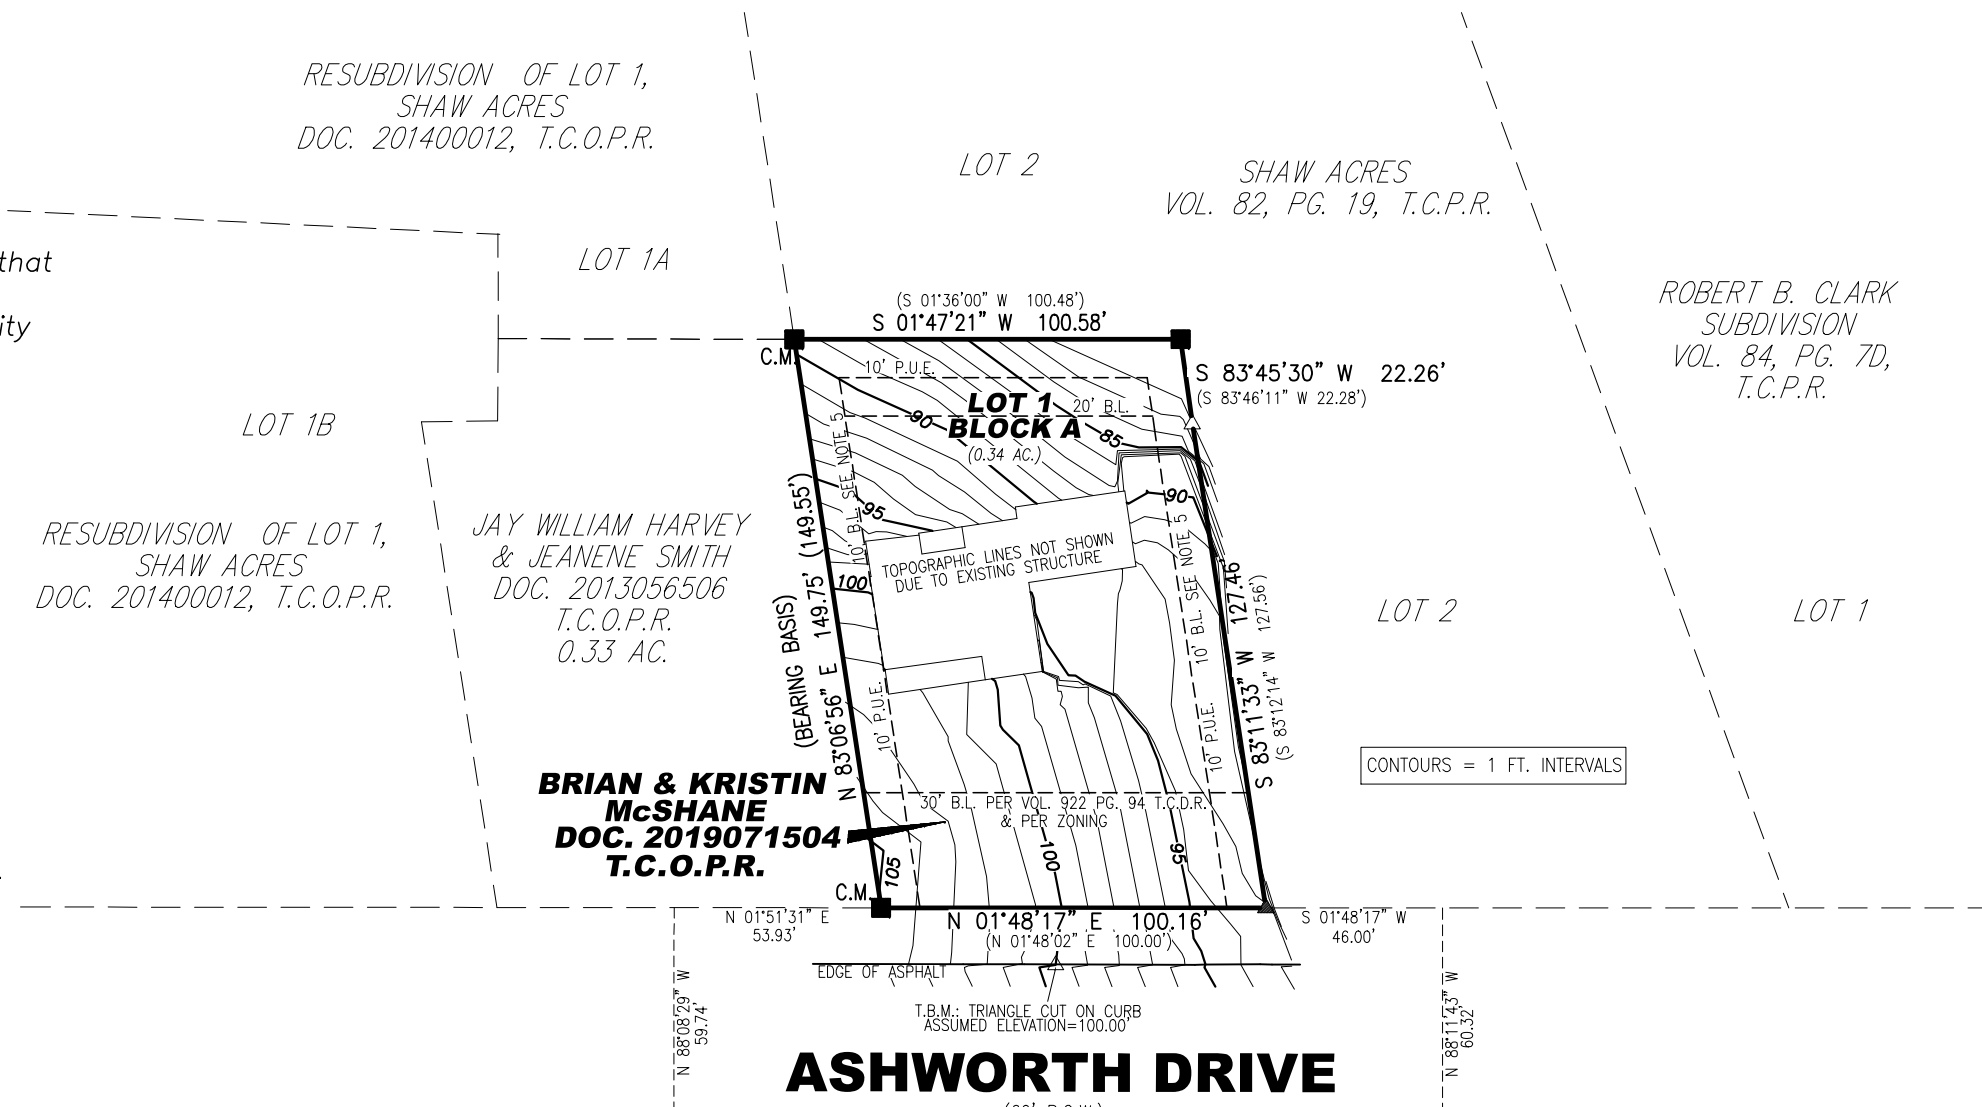 RESUBDIVISION OF LOT 1,
SHAW ACRES
DOC. 201400012, T.C.O.P.R.
LOT 2
SHAW ACRES
VOL. 82, PG. 19, T.C.P.R.
that
ity
LOT 1A
ROBERT B. CLARK
SUBDIVISION
VOL. 84, PG. 7D,
T.C.P.R.
(S 01°36'00" W 100.48')
S 01°47'21" W 100.58'
C.M.
10' P.U.E.
S 83°45'30" W 22.26'
(S 83°46'11" W 22.28')
LOT 1
BLOCK A
(0.34 AC.)
20' B.L.
90
85
LOT 1B
10' B.L. SEE NOTE 5
95
90
RESUBDIVISION OF LOT 1,
SHAW ACRES
DOC. 201400012, T.C.O.P.R.
JAY WILLIAM HARVEY
& JEANENE SMITH
DOC. 2013056506
T.C.O.P.R.
0.33 AC.
TOPOGRAPHIC LINES NOT SHOWN
DUE TO EXISTING STRUCTURE
100
(BEARING BASIS)
N 83°06'56" E 149.75' (149.55')
10' P.U.E.
10' B.L. SEE NOTE 5
10' P.U.E.
S 83°11'33" W 127.46'
(S 83°12'14" W 127.56')
LOT 2
LOT 1
CONTOURS = 1 FT. INTERVALS
BRIAN & KRISTIN
McSHANE
DOC. 2019071504
T.C.O.P.R.
30' B.L. PER VOL. 922 PG. 94 T.C.D.R.
& PER ZONING
100
95
105
C.M.
N 01°51'31" E
53.93'
N 01°48'17" E 100.16'
(N 01°48'02" E 100.00')
S 01°48'17" W
46.00'
EDGE OF ASPHALT
N 88°08'29" W
59.74'
N 88°11'43" W
60.32'
T.B.M.: TRIANGLE CUT ON CURB
ASSUMED ELEVATION=100.00'
ASHWORTH DRIVE